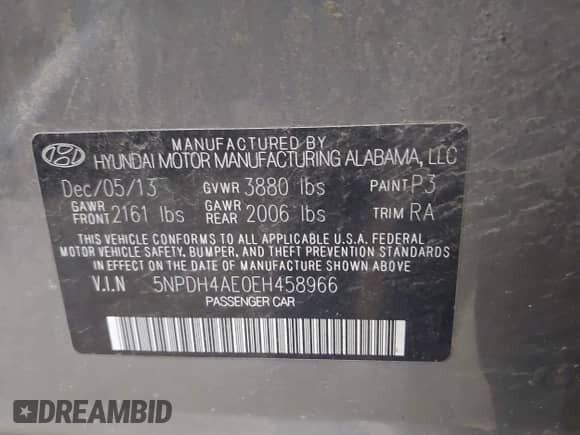 MANUFACTURED BY
HYUNDAI MOTOR MANUFACTURING ALABAMA, LLC
Dec/05/13 GVWR 3880 lbs PAINT P3
GAWR FRONT 2161 lbs GAWR REAR 2006 lbs TRIM RA
THIS VEHICLE CONFORMS TO ALL APPLICABLE U.S.A. FEDERAL
MOTOR VEHICLE SAFETY, BUMPER, AND THEFT PREVENTION STANDARDS
IN EFFECT ON THE DATE OF MANUFACTURE SHOWN ABOVE.
V.I.N 5NPDH4AE0EH458966
PASSENGER CAR
DREAMBID